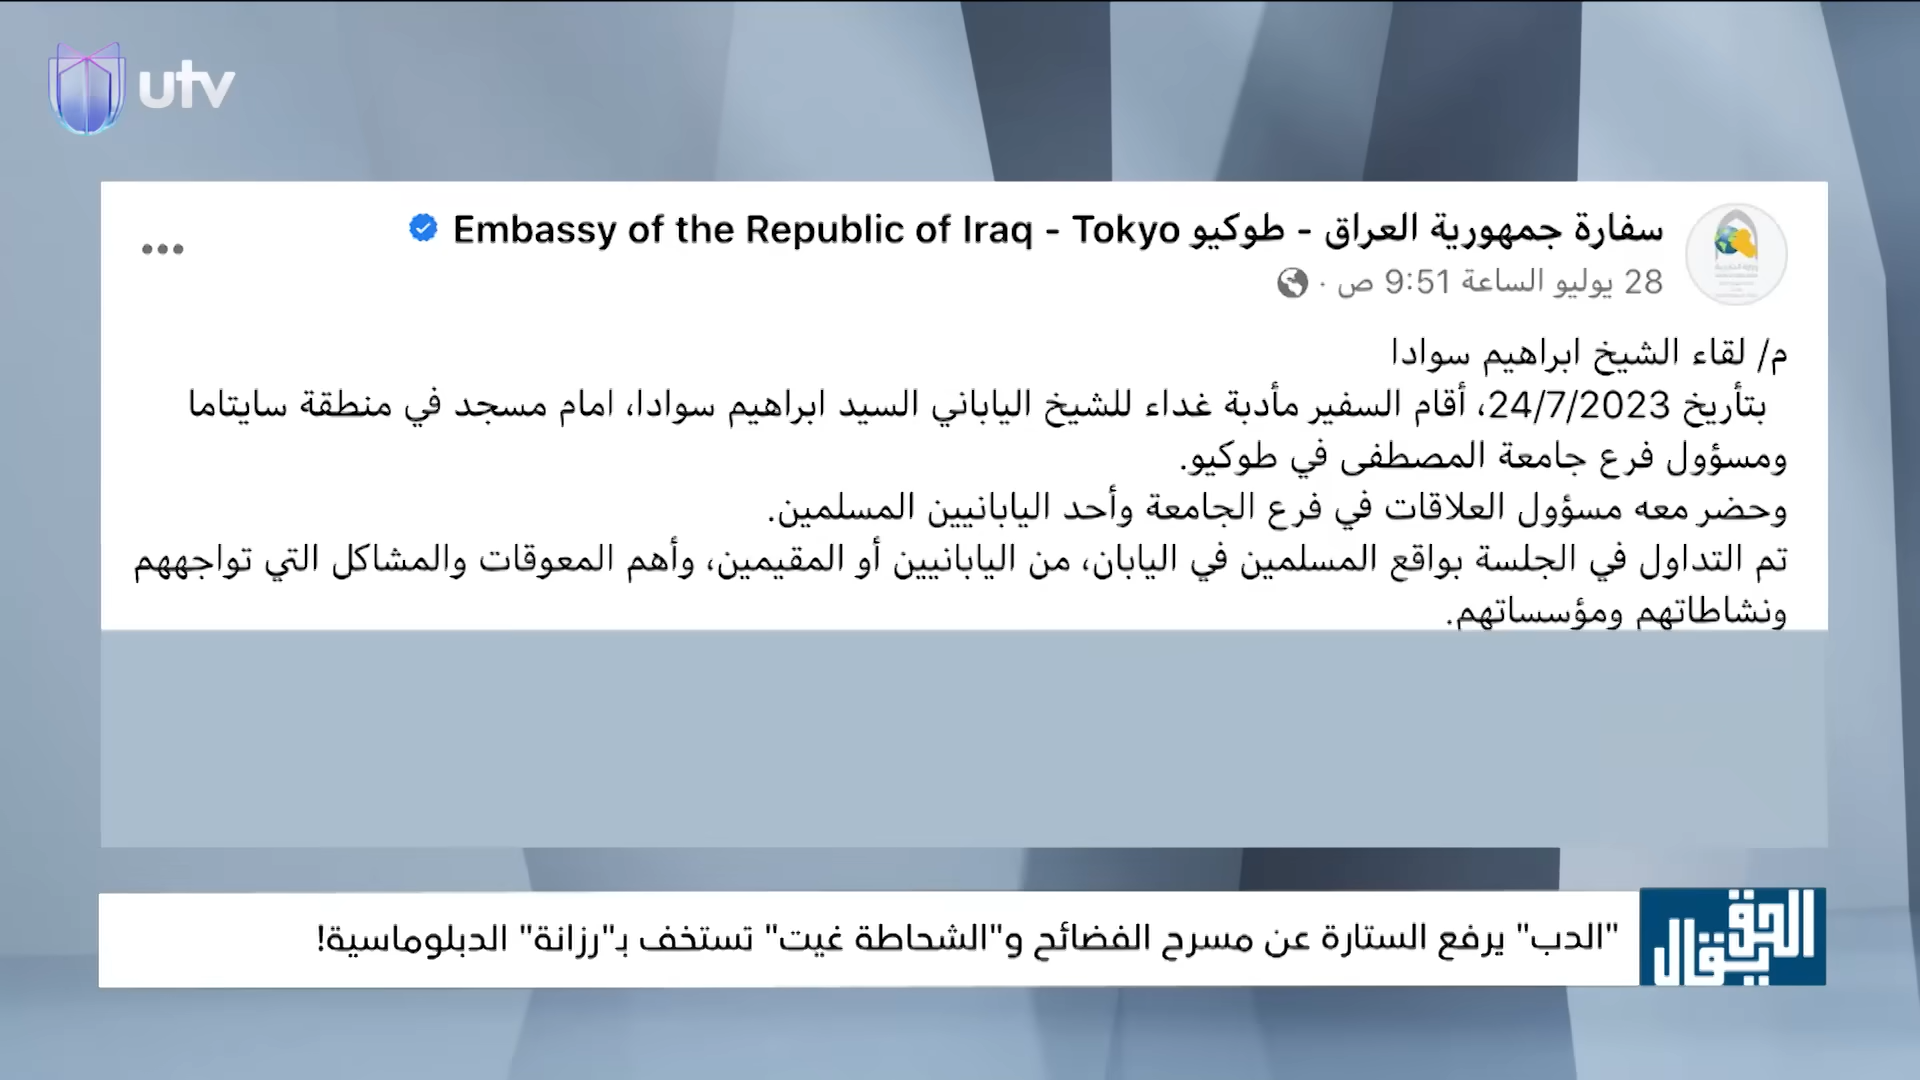 utv
سفارة جمهورية العراق - طوكيو Embassy of the Republic of Iraq - Tokyo
28 يوليو الساعة 9:51 ص ·
م/ لقاء الشيخ ابراهيم سوادا
بتأريخ 24/7/2023، أقام السفير مأدبة غداء للشيخ الياباني السيد ابراهيم سوادا، امام مسجد في منطقة سايتاما
ومسؤول فرع جامعة المصطفى في طوكيو.
وحضر معه مسؤول العلاقات في فرع الجامعة وأحد اليابانيين المسلمين.
تم التداول في الجلسة بواقع المسلمين في اليابان، من اليابانيين أو المقيمين، وأهم المعوقات والمشاكل التي تواجههم
ونشاطاتهم ومؤسساتهم.
الحق يقال
"الدب" يرفع الستارة عن مسرح الفضائح و"الشحاطة غيت" تستخف بـ"رزانة" الدبلوماسية!